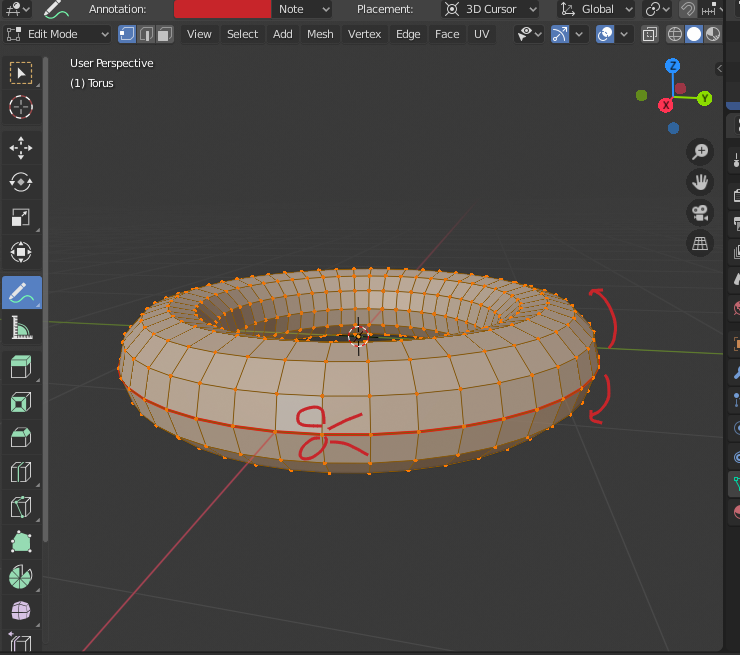 Annotation: Note Placement: 3D Cursor Global
Edit Mode View Select Add Mesh Vertex Edge Face UV
User Perspective
(1) Torus
Z
Y
X